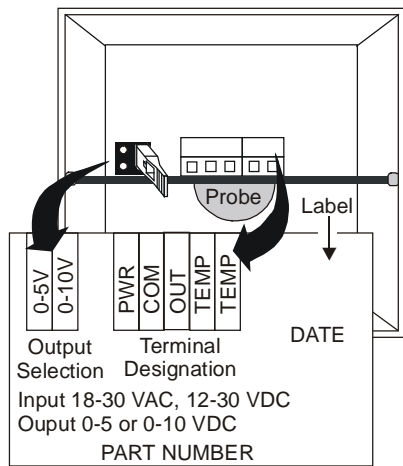 Probe
Label
0-5V
0-10V
PWR
COM
OUT
TEMP
TEMP
DATE
Output
Selection
Terminal
Designation
Input 18-30 VAC, 12-30 VDC
Ouput 0-5 or 0-10 VDC
PART NUMBER